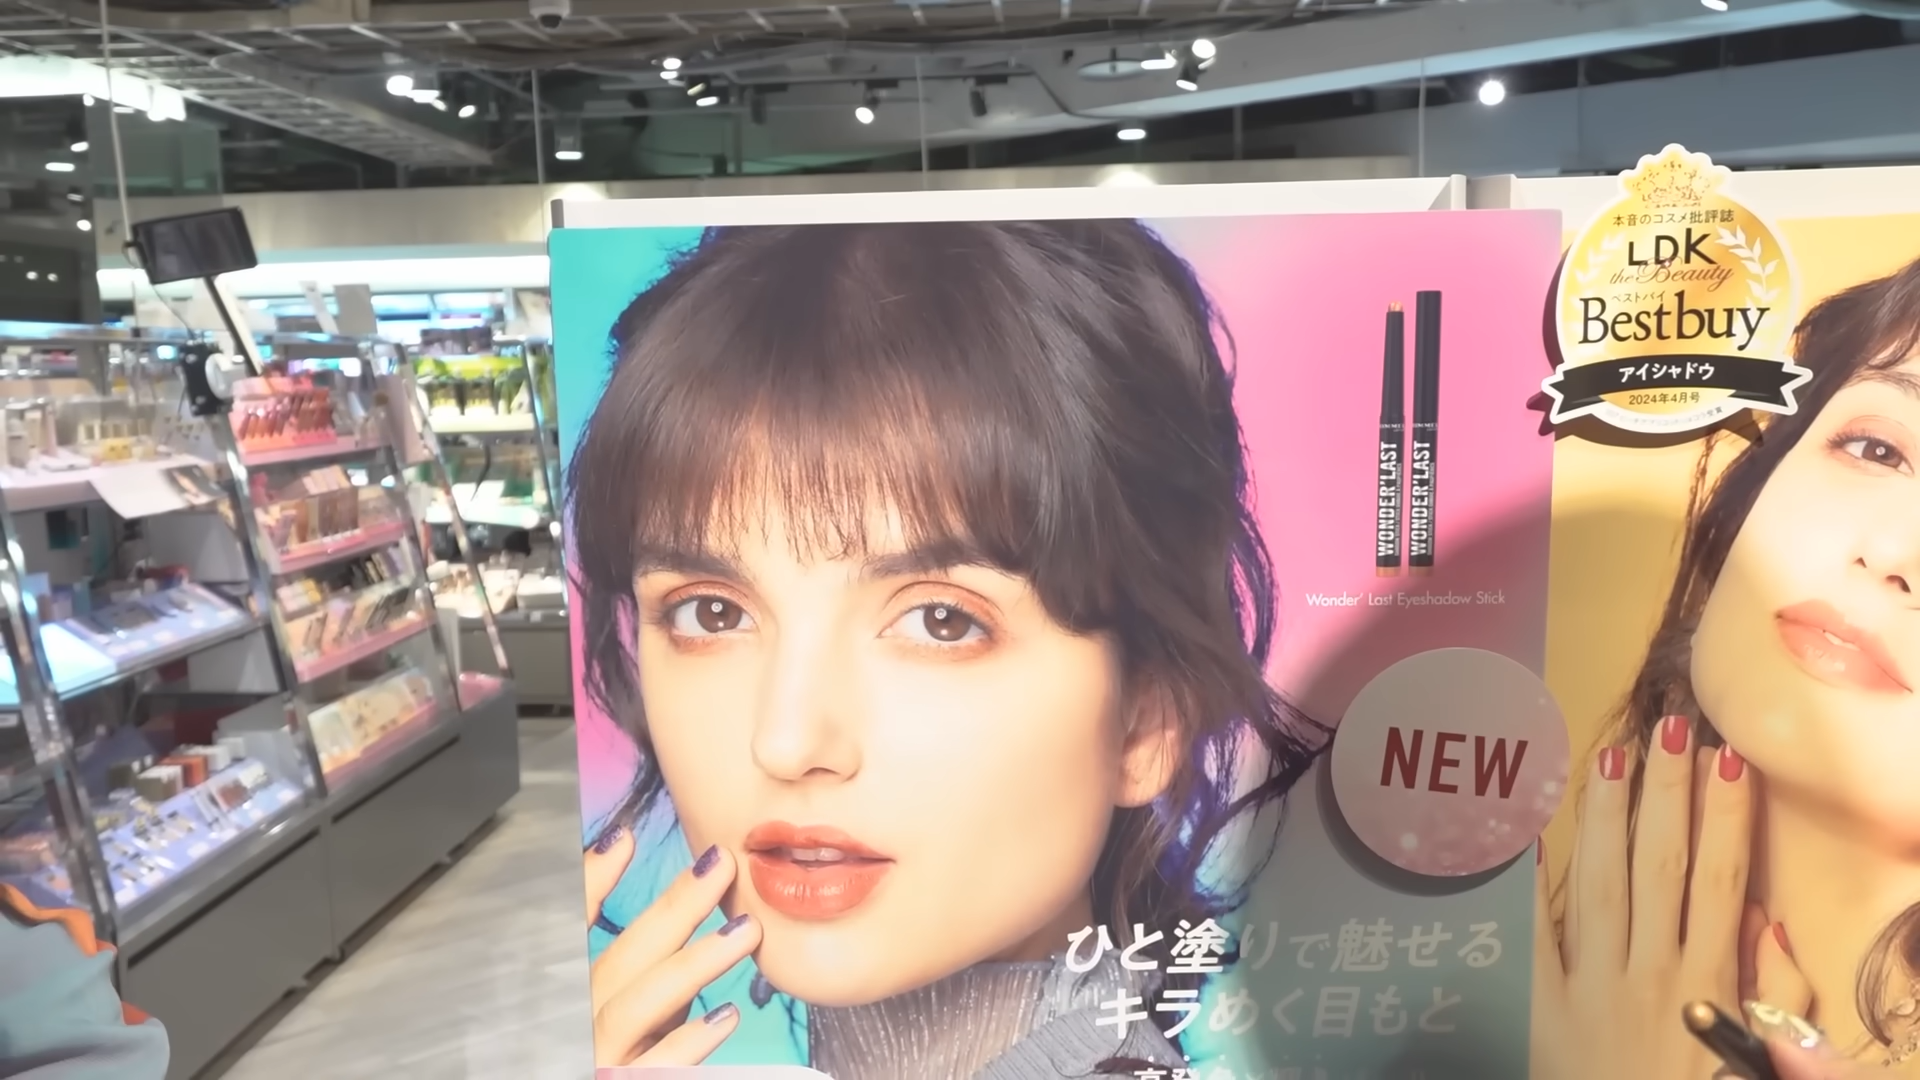 本音のコスメ批評誌
LDK
the Beauty
ベストバイ
Best buy
アイシャドウ
2024年4月号
WONDER'LAST
WONDER'LAST
Wonder' Last Eyeshadow Stick
NEW
ひと塗りで魅せる
キラめく目もと